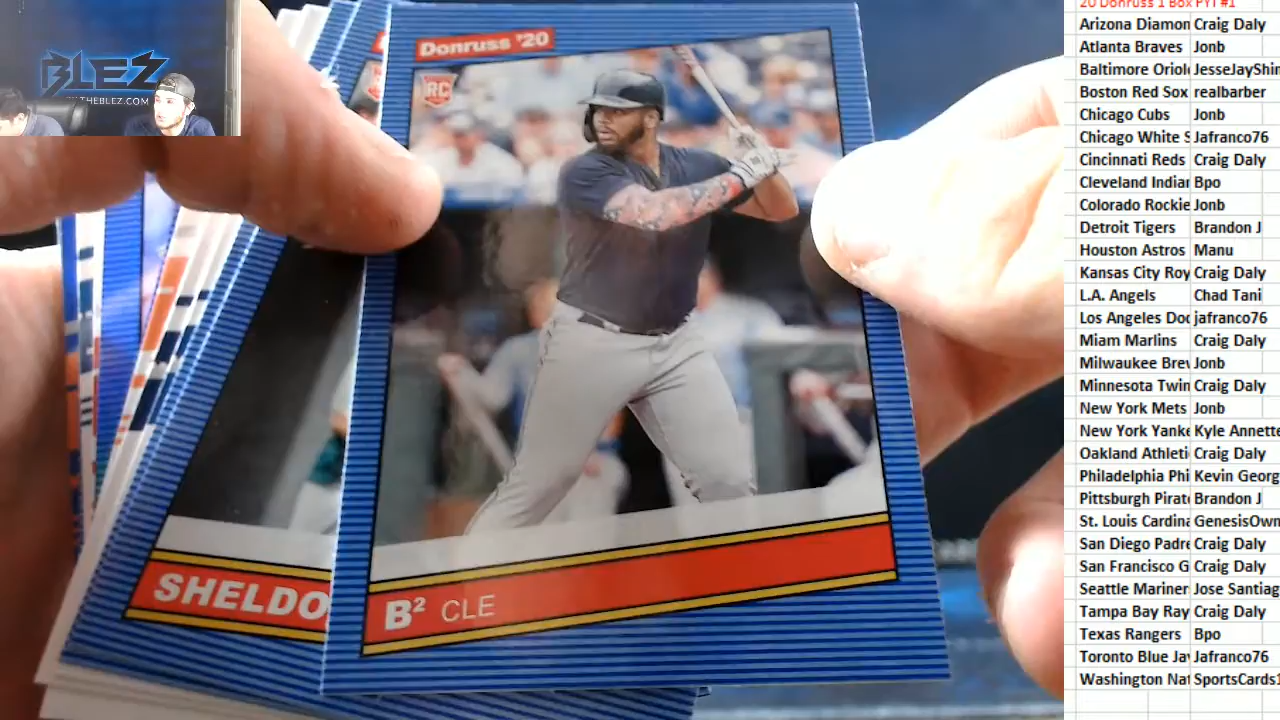 20 Donruss 1 Box PYT #1
BLEZ
THEBLEZ.COM
Donruss '20
RC
SHELDO
B² CLE
Arizona Diamon Craig Daly
Atlanta Braves Jonb
Baltimore Oriol JesseJayShin
Boston Red Sox realbarber
Chicago Cubs Jonb
Chicago White S Jafranco76
Cincinnati Reds Craig Daly
Cleveland Indian Bpo
Colorado Rockie Jonb
Detroit Tigers Brandon J
Houston Astros Manu
Kansas City Roy Craig Daly
L.A. Angels Chad Tani
Los Angeles Doc jafranco76
Miam Marlins Craig Daly
Milwaukee Brew Jonb
Minnesota Twin Craig Daly
New York Mets Jonb
New York Yanke Kyle Annette
Oakland Athleti Craig Daly
Philadelphia Phi Kevin Georg
Pittsburgh Pirate Brandon J
St. Louis Cardina GenesisOwn
San Diego Padre Craig Daly
San Francisco G Craig Daly
Seattle Mariner Jose Santiag
Tampa Bay Ray Craig Daly
Texas Rangers Bpo
Toronto Blue Jay Jafranco76
Washington Nat SportsCards1